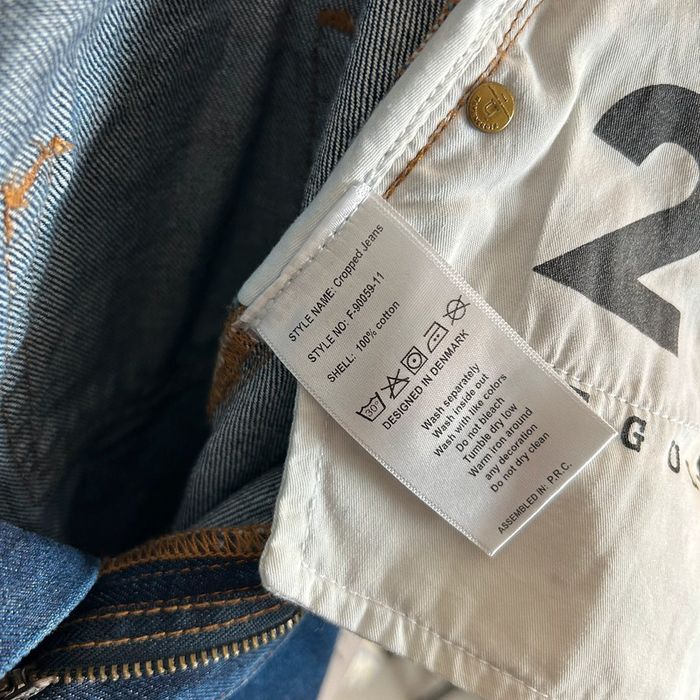 STYLE NAME: Cropped Jeans
STYLE NO: F-90059-11
SHELL: 100% cotton
30°
DESIGNED IN DENMARK
Wash separately
Wash inside out
Wash with like colors
Do not bleach
Tumble dry low
Warm iron around
any decoration.
Do not dry clean
ASSEMBLED IN: P.R.C.
2